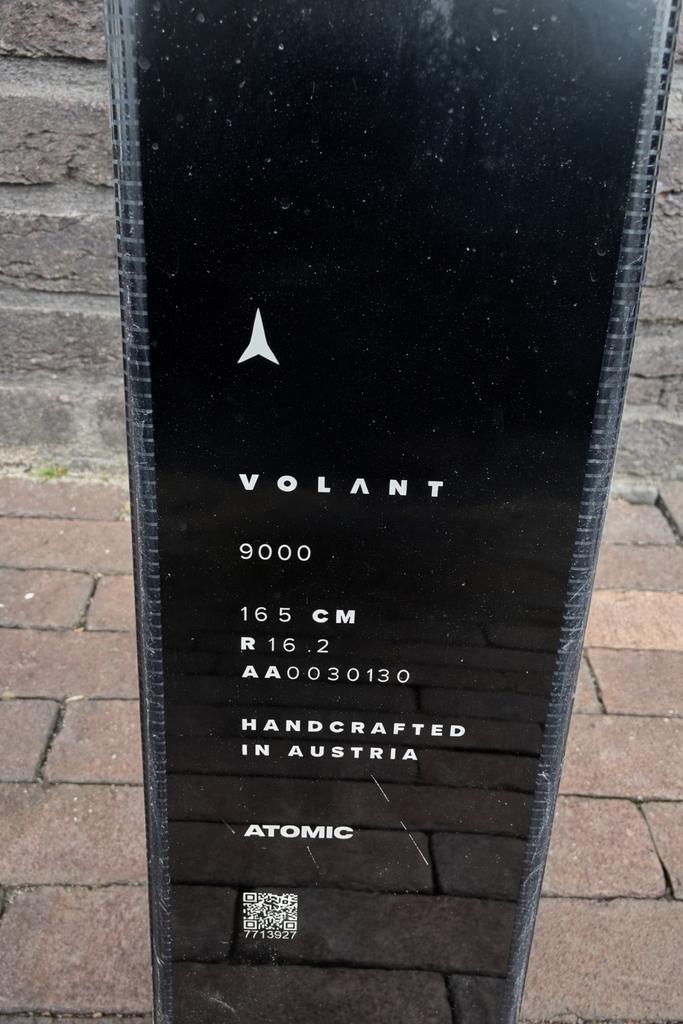 VOLANT
9000
165 CM
R 16.2
AA0030130
HANDCRAFTED
IN AUSTRIA
ATOMIC
7713927